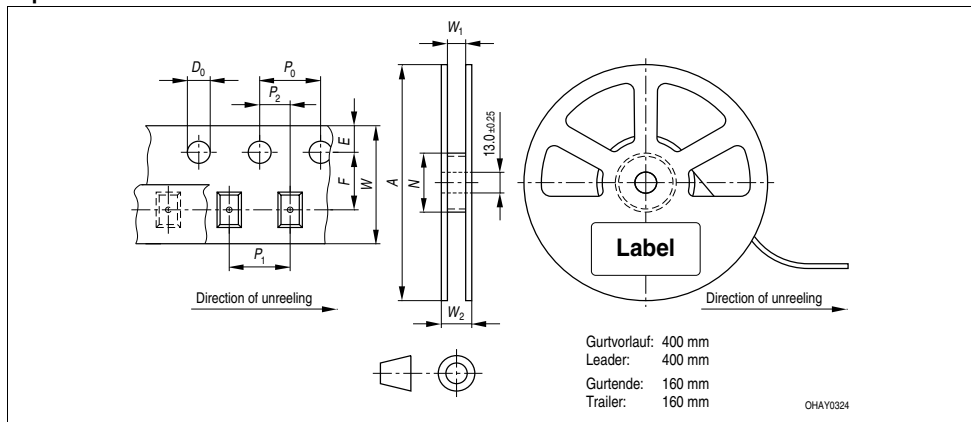 W1
D0
P0
P2
E
F
W
A
N
13.0 ±0.25
Label
P1
W2
Direction of unreeling
Direction of unreeling
Gurtvorlauf: 400 mm
Leader: 400 mm
Gurtende: 160 mm
Trailer: 160 mm
OHAY0324